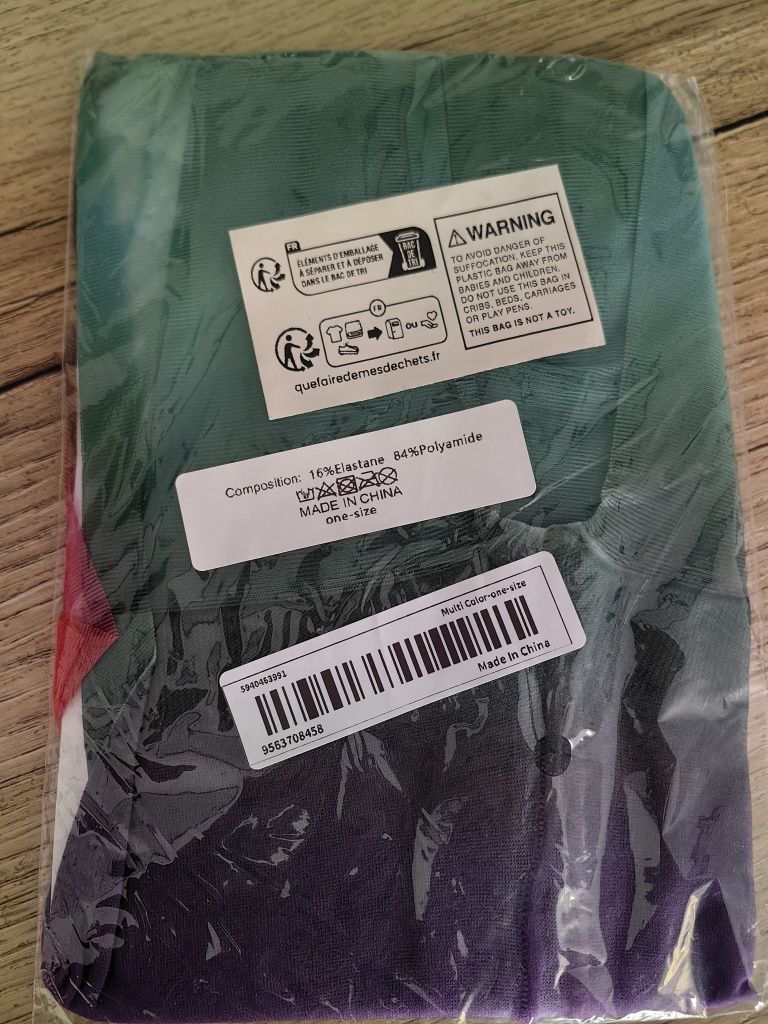 FR
ÉLÉMENTS D'EMBALLAGE
À SÉPARER ET À DÉPOSER
DANS LE BAC DE TRI
BAC
DE
TRI
FR
OU
quefairedemesdechets.fr
WARNING
TO AVOID DANGER OF
SUFFOCATION, KEEP THIS
PLASTIC BAG AWAY FROM
BABIES AND CHILDREN.
DO NOT USE THIS BAG IN
CRIBS, BEDS, CARRIAGES
OR PLAY PENS.
THIS BAG IS NOT A TOY.
Composition: 16%Elastane 84%Polyamide
MADE IN CHINA
one-size
Multi Color-one-size
5940463991
9563708458
Made In China